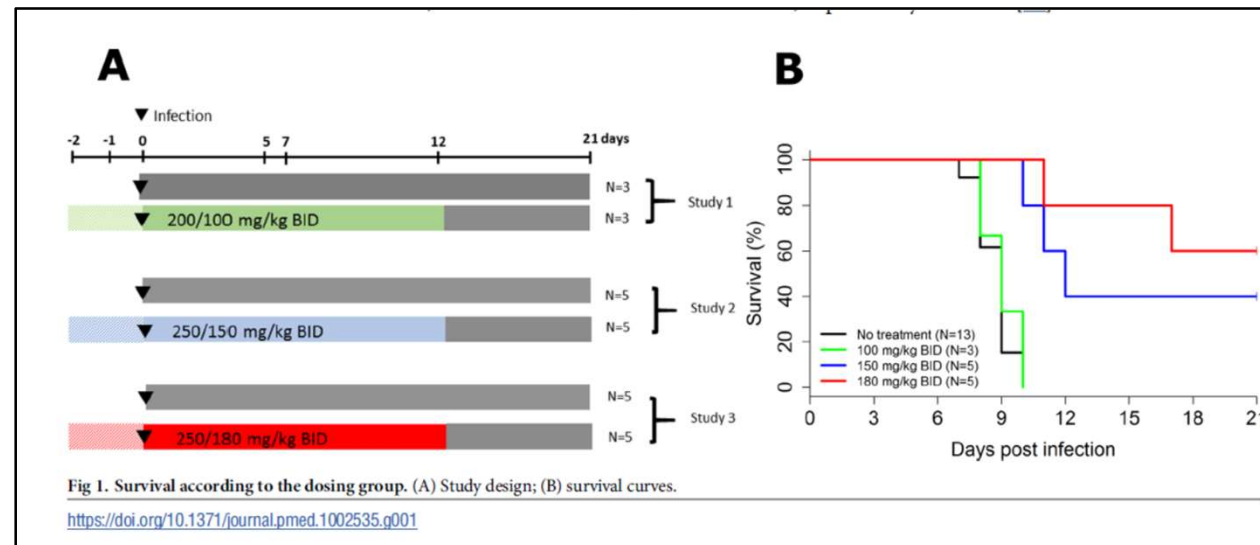 A
Infection
-2 -1 0 5 7 12 21 days
N=3
200/100 mg/kg BID N=3
Study 1
N=5
250/150 mg/kg BID N=5
Study 2
N=5
250/180 mg/kg BID N=5
Study 3
B
Survival (%)
100
80
60
40
20
0
No treatment (N=13)
100 mg/kg BID (N=3)
150 mg/kg BID (N=5)
180 mg/kg BID (N=5)
0 3 6 9 12 15 18
Days post infection
Fig 1. Survival according to the dosing group. (A) Study design; (B) survival curves.
https://doi.org/10.1371/journal.pmed.1002535.g001